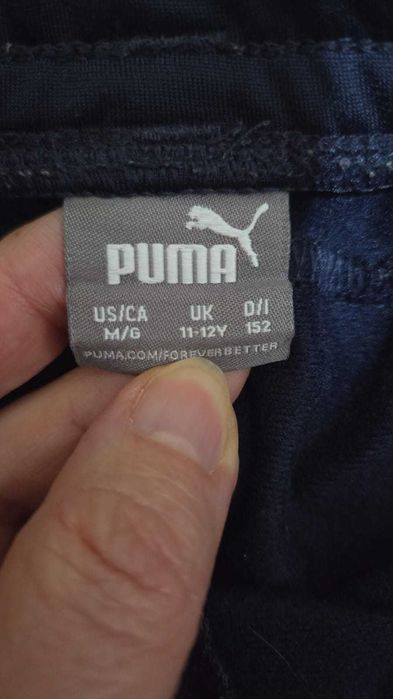 PUMA
US/CA UK D/I
M/G 11-12Y 152
PUMA.COM/FOREVERBETTER